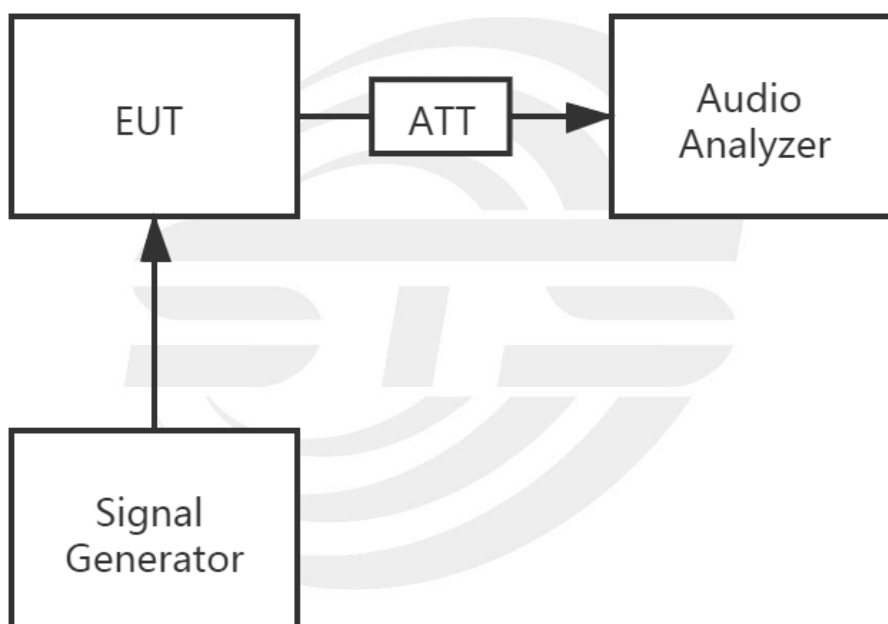 EUT
ATT
Audio
Analyzer
Signal
Generator